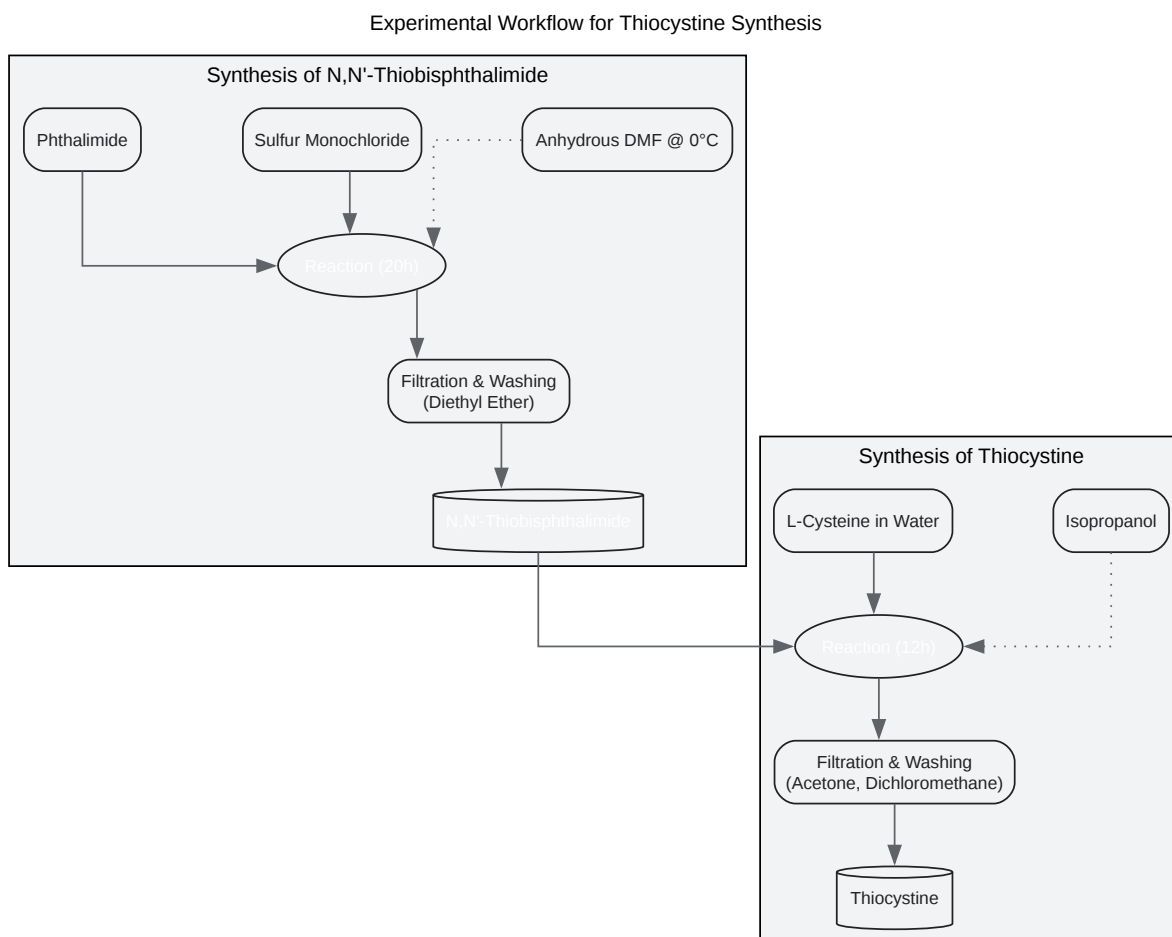 Experimental Workflow for Thiocystine Synthesis
Synthesis of N,N'-Thiobisphthalimide
Phthalimide
Sulfur Monochloride
Anhydrous DMF @ 0°C
Reaction (20h)
Filtration & Washing
(Diethyl Ether)
N,N'-Thiobisphthalimide
Synthesis of Thiocystine
L-Cysteine in Water
Isopropanol
Reaction (12h)
Filtration & Washing
(Acetone, Dichloromethane)
Thiocystine